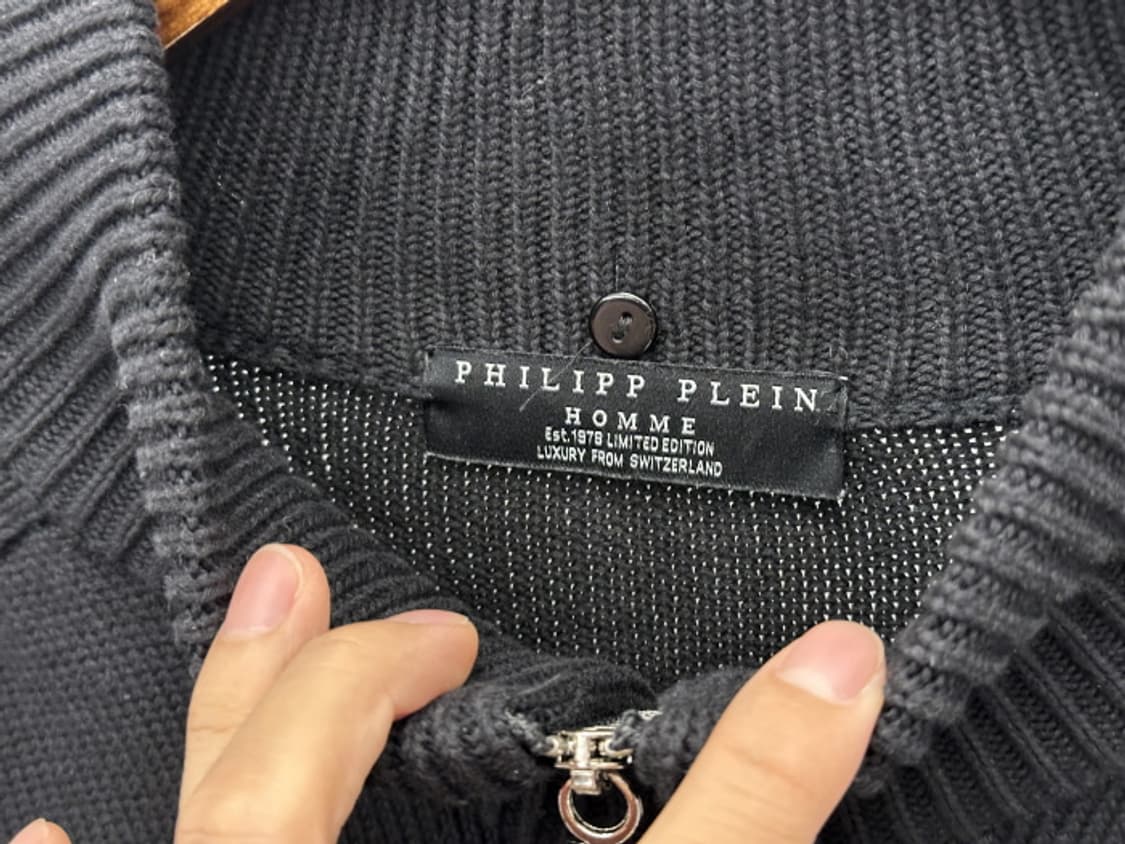 PHILIPP PLEIN
HOMME
Est.1978 LIMITED EDITION
LUXURY FROM SWITZERLAND